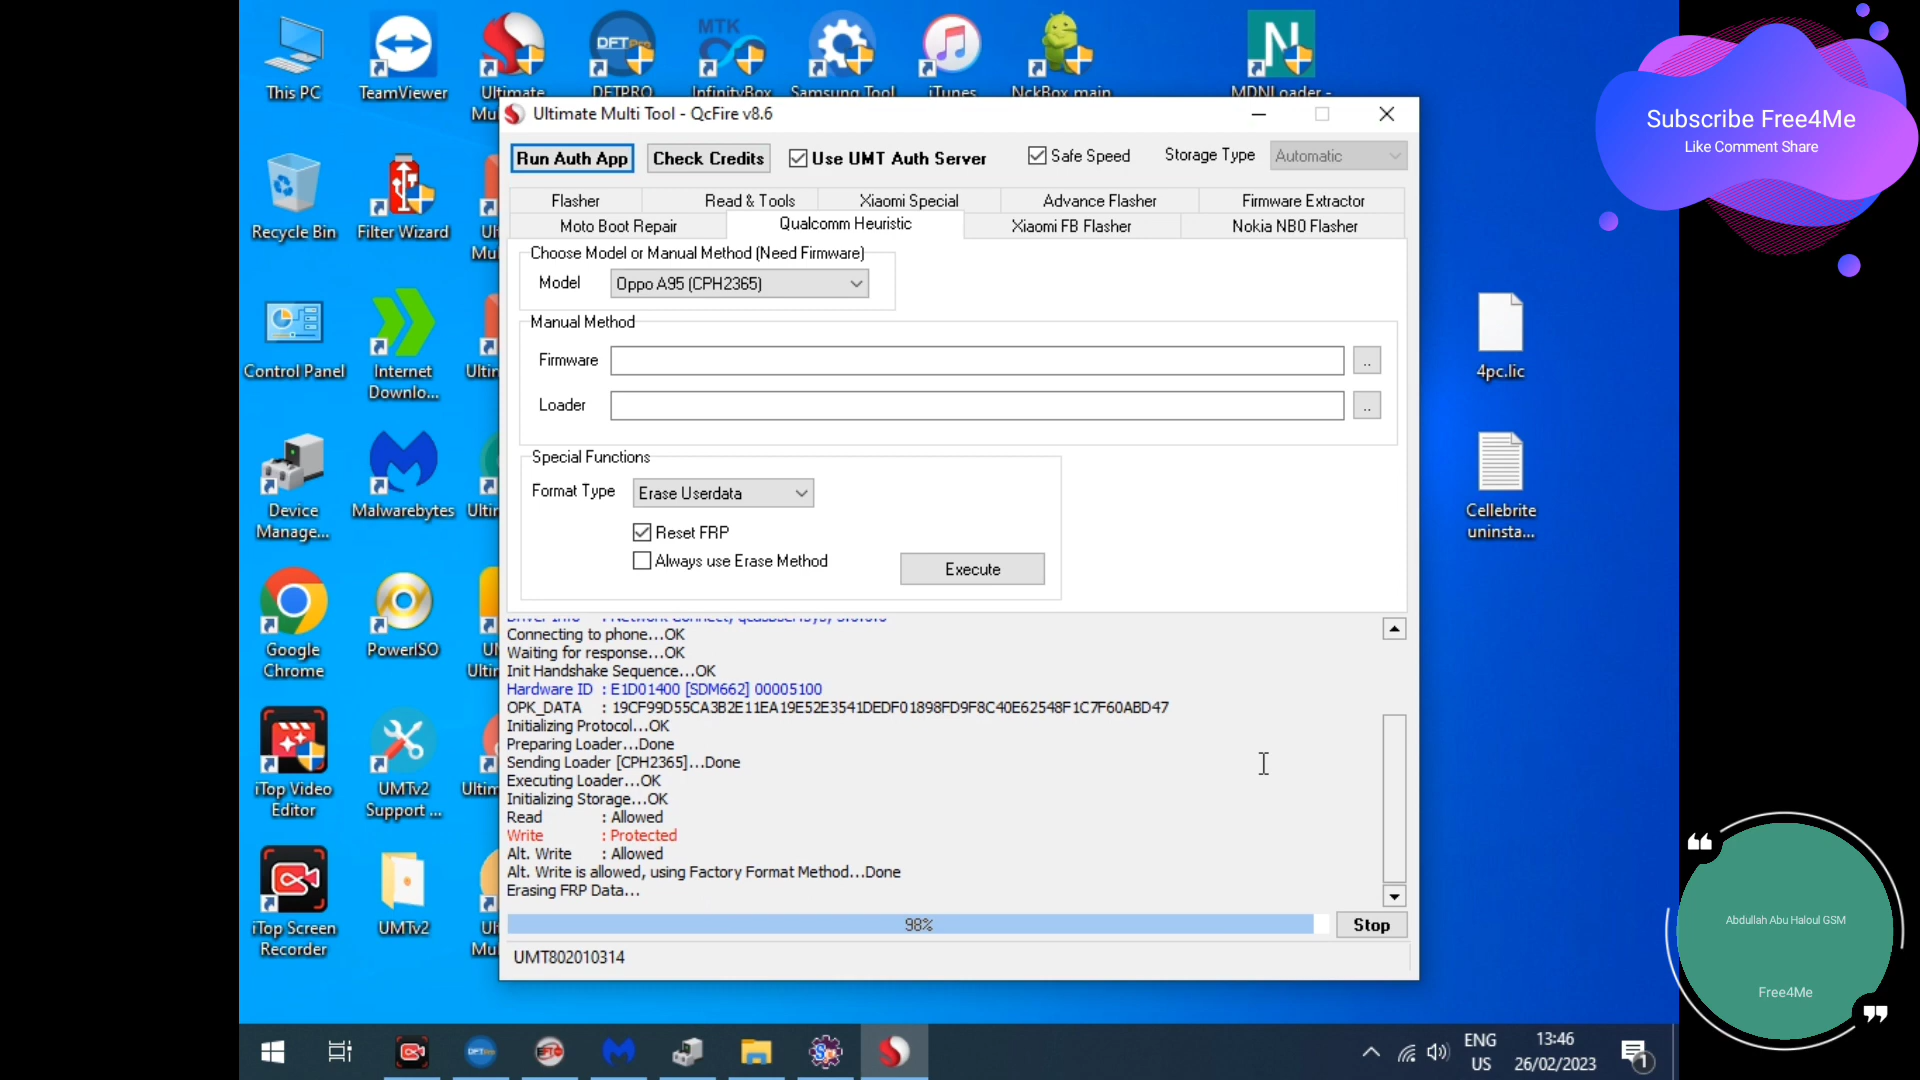 This PC
TeamViewer
Ultimate
Mul
DFTPRO
MTK
InfinityBox
Samsung Tool
iTunes
NckBox main
MDNLoader -
Recycle Bin
Filter Wizard
Control Panel
Internet
Downlo...
Device
Manage...
Malwarebytes
Google
Chrome
PowerISO
iTop Video
Editor
UMTv2
Support ...
iTop Screen
Recorder
UMTv2
Ultimate Multi Tool - QcFire v8.6
Run Auth App
Check Credits
Use UMT Auth Server
Safe Speed
Storage Type
Automatic
Flasher
Read & Tools
Xiaomi Special
Advance Flasher
Firmware Extractor
Moto Boot Repair
Qualcomm Heuristic
Xiaomi FB Flasher
Nokia NB0 Flasher
Choose Model or Manual Method (Need Firmware)
Model
Oppo A95 (CPH2365)
Manual Method
Firmware
..
Loader
..
Special Functions
Format Type
Erase Userdata
Reset FRP
Always use Erase Method
Execute
Connecting to phone...OK
Waiting for response...OK
Init Handshake Sequence...OK
Hardware ID : E1D01400 [SDM662] 00005100
OPK_DATA : 19CF99D55CA3B2E11EA19E52E3541DEDF01898FD9F8C40E62548F1C7F60ABD47
Initializing Protocol...OK
Preparing Loader...Done
Sending Loader [CPH2365]...Done
Executing Loader...OK
Initializing Storage...OK
Read : Allowed
Write : Protected
Alt. Write : Allowed
Alt. Write is allowed, using Factory Format Method...Done
Erasing FRP Data...
98%
Stop
UMT802010314
4pc.lic
Cellebrite
uninsta...
Subscribe Free4Me
Like Comment Share
Abdullah Abu Haloul GSM
Free4Me
ENG
US
13:46
26/02/2023
1